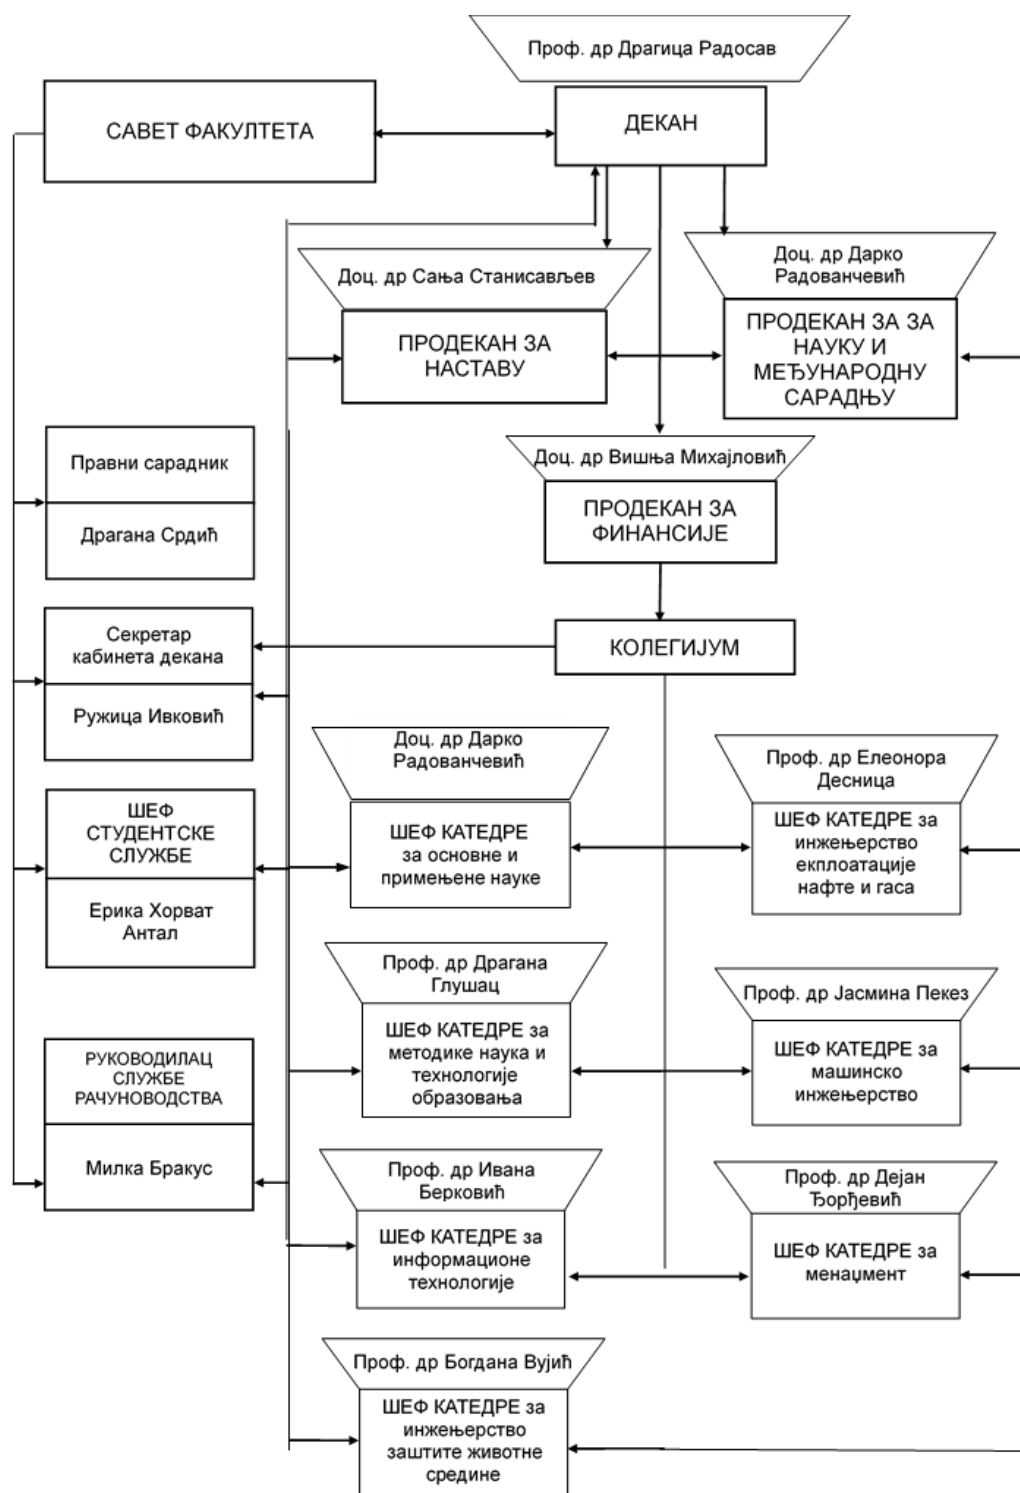 Проф. др Драгица Радосав
САВЕТ ФАКУЛТЕТА
ДЕКАН
Доц. др Сања Станисављев
ПРОДЕКАН ЗА
НАСТАВУ
Доц. др Дарко
Радованчевић
ПРОДЕКАН ЗА ЗА
НАУКУ И
МЕЂУНАРОДНУ
САРАДЊУ
Правни сарадник
Драгана Срдић
Доц. др Вишња Михајловић
ПРОДЕКАН ЗА
ФИНАНСИЈЕ
Секретар
кабинета декана
Ружица Ивковић
КОЛЕГИЈУМ
Доц. др Дарко
Радованчевић
ШЕФ КАТЕДРЕ
за основне и
примењене науке
Проф. др Елеонора
Десница
ШЕФ КАТЕДРЕ за
инжењерство
експлоатације
нафте и гаса
ШЕФ
СТУДЕНТСКЕ
СЛУЖБЕ
Ерика Хорват
Антал
Проф. др Драгана
Глушац
ШЕФ КАТЕДРЕ за
методике наука и
технологије
образовања
Проф. др Јасмина Пекез
ШЕФ КАТЕДРЕ за
машинско
инжењерство
РУКОВОДИЛАЦ
СЛУЖБЕ
РАЧУНОВОДСТВА
Милка Бракус
Проф. др Ивана
Берковић
ШЕФ КАТЕДРЕ за
информационе
технологије
Проф. др Дејан
Ђорђевић
ШЕФ КАТЕДРЕ за
менаџмент
Проф. др Богдана Вујић
ШЕФ КАТЕДРЕ за
инжењерство
заштите животне
средине